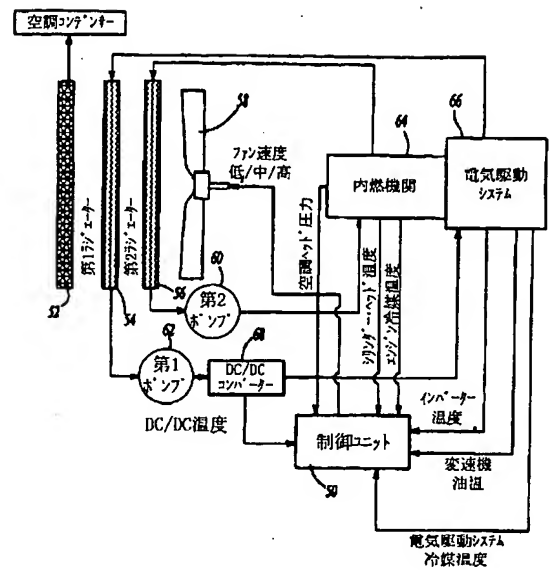 空調コンデンサー
58
64
66
ファン速度
低/中/高
内燃機関
電気駆動
システム
第1ラジエーター
第2ラジエーター
空調ヘッド圧力
シリンダー・ヘッド温度
エンジン冷媒温度
60
第2
ポンプ
52
54
56
62
68
第1
ポンプ
DC/DC
コンバーター
DC/DC温度
制御ユニット
50
インバーター
温度
変速機
油温
電気駆動システム
冷媒温度